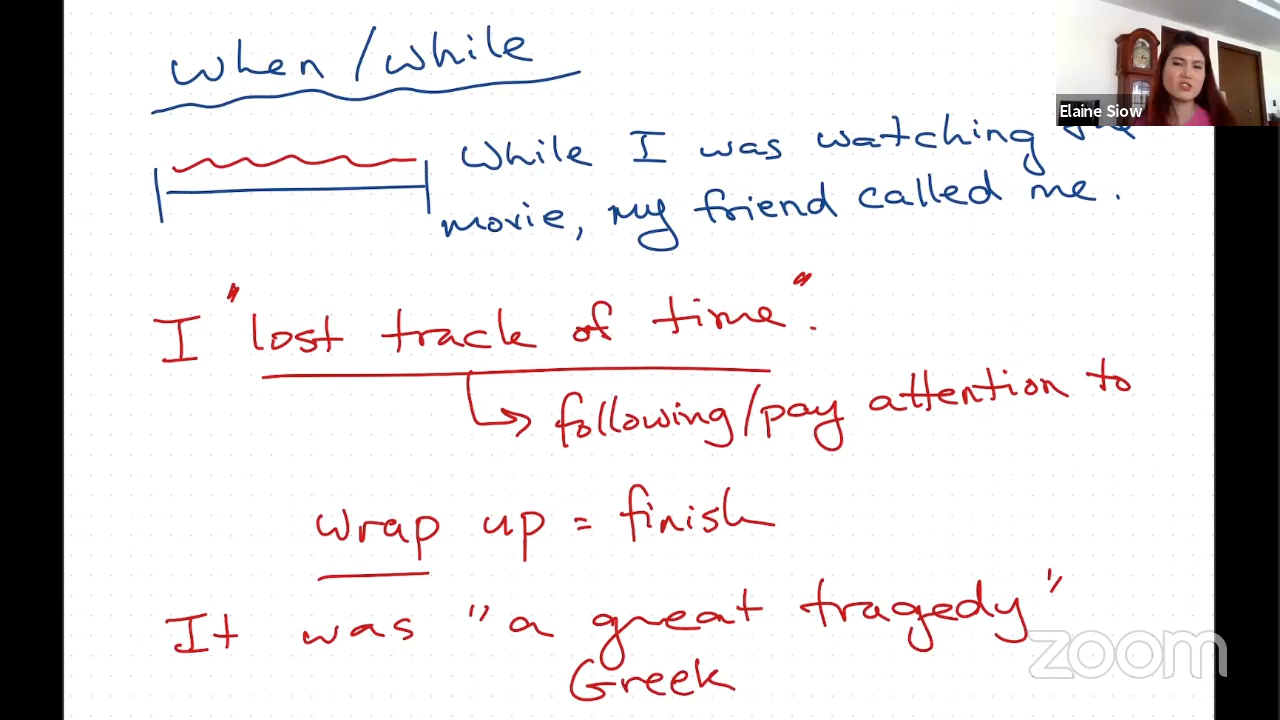 when / while
Elaine Siow
While I was watching the
movie, my friend called me.
I "lost track of time".
following/pay attention to
wrap up = finish
It was "a great tragedy"
Greek
zoom